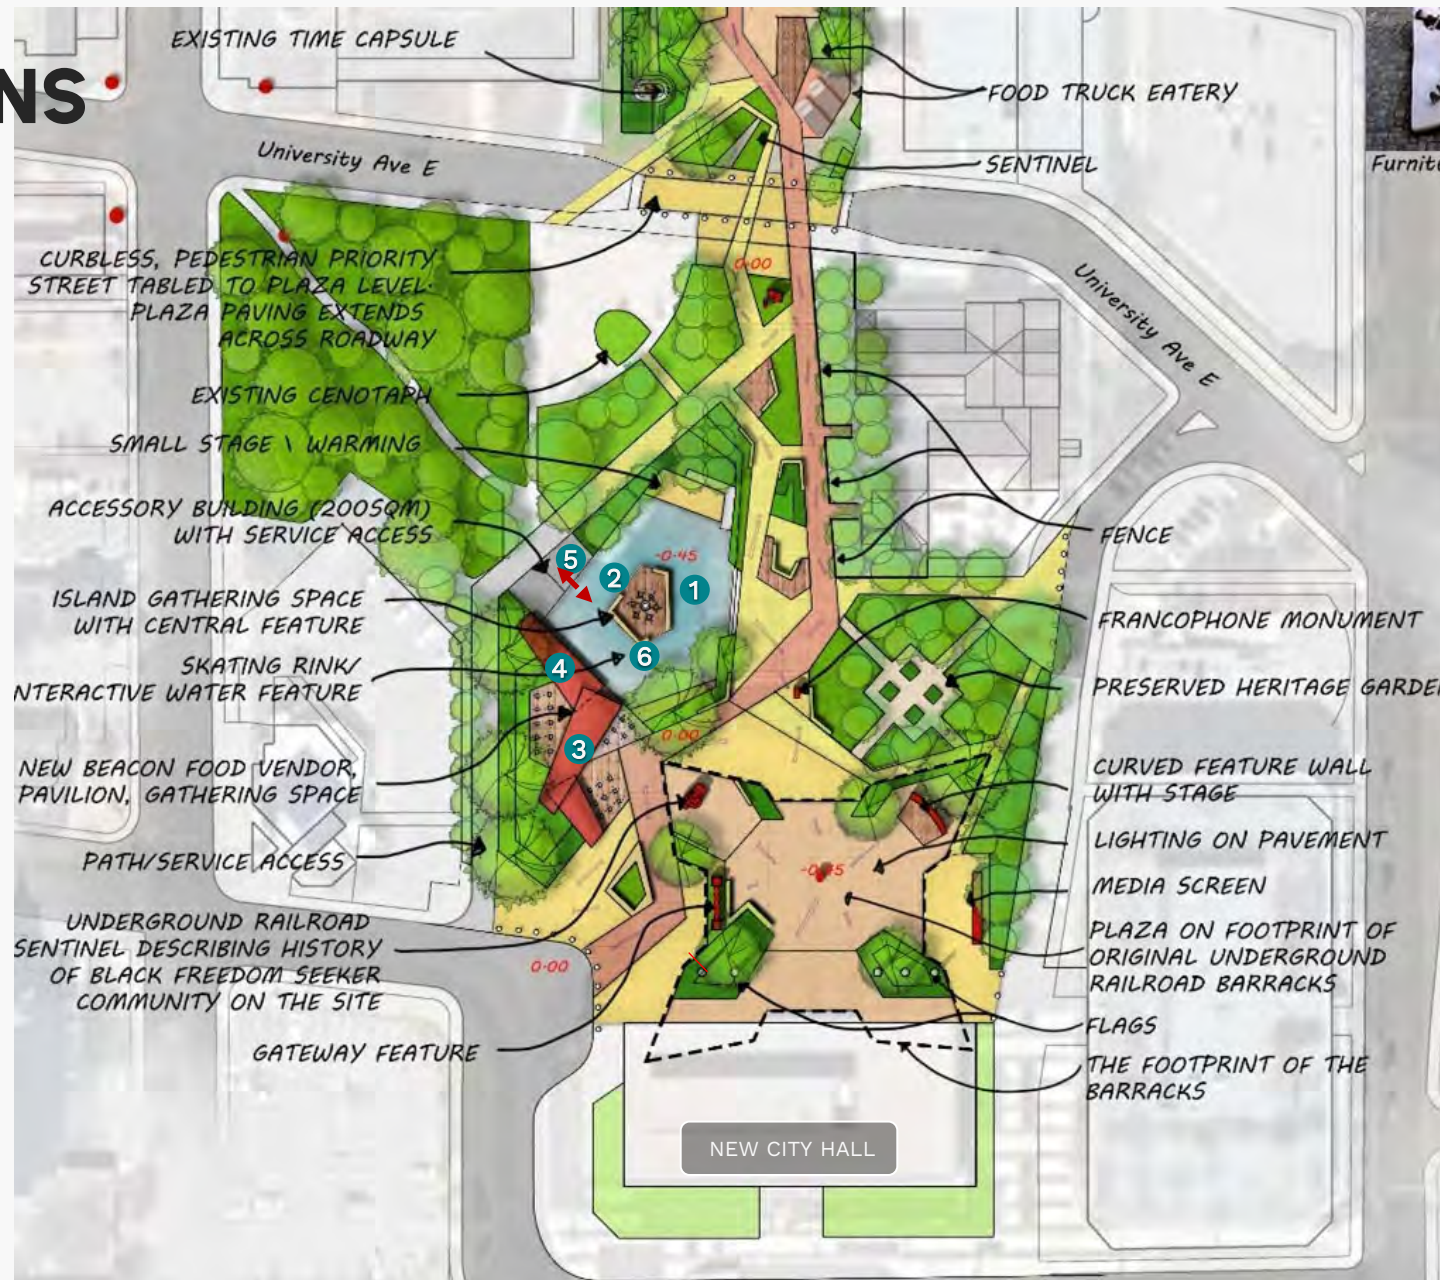 NS
EXISTING TIME CAPSULE
FOOD TRUCK EATERY
SENTINEL
University Ave E
CURBLESS, PEDESTRIAN PRIORITY
STREET TABLED TO PLAZA LEVEL.
PLAZA PAVING EXTENDS
ACROSS ROADWAY
0.00
University Ave E
EXISTING CENOTAPH
SMALL STAGE \ WARMING
ACCESSORY BUILDING (200SQM)
WITH SERVICE ACCESS
FENCE
-0.45
5
2
1
ISLAND GATHERING SPACE
WITH CENTRAL FEATURE
FRANCOPHONE MONUMENT
6
4
SKATING RINK/
NTERACTIVE WATER FEATURE
PRESERVED HERITAGE GARDE
0.00
3
NEW BEACON FOOD VENDOR,
PAVILION, GATHERING SPACE
CURVED FEATURE WALL
WITH STAGE
LIGHTING ON PAVEMENT
PATH/SERVICE ACCESS
MEDIA SCREEN
UNDERGROUND RAILROAD
SENTINEL DESCRIBING HISTORY
OF BLACK FREEDOM SEEKER
COMMUNITY ON THE SITE
0.00
PLAZA ON FOOTPRINT OF
ORIGINAL UNDERGROUND
RAILROAD BARRACKS
FLAGS
GATEWAY FEATURE
THE FOOTPRINT OF THE
BARRACKS
NEW CITY HALL